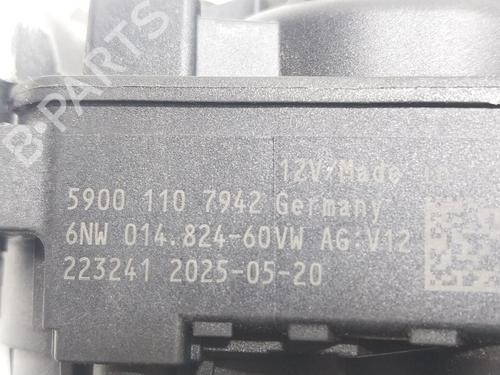 B-PARTS
12V Made in
5900 110 7942 Germany
6NW 014.824-60VW AG:V12
223241 2025-05-20